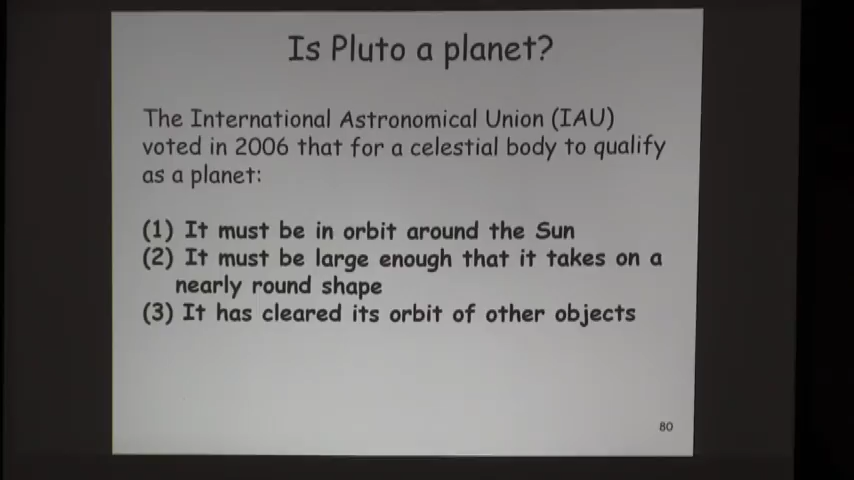 Is Pluto a planet?
The International Astronomical Union (IAU)
voted in 2006 that for a celestial body to qualify
as a planet:
(1) It must be in orbit around the Sun
(2) It must be large enough that it takes on a
nearly round shape
(3) It has cleared its orbit of other objects
80